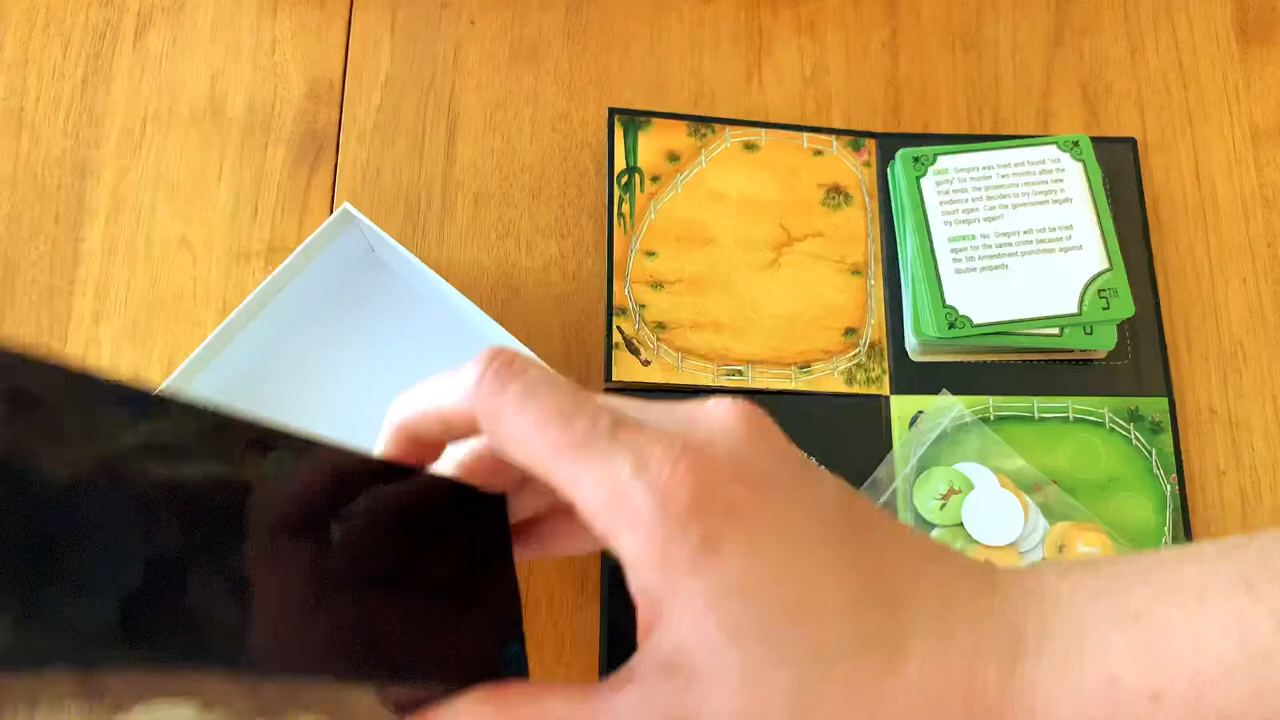 CASE: Gregory was tried and found "not
guilty" for murder. Two months after the
trial ends, the prosecutor receives new
evidence and decides to try Gregory in
court again. Can the government legally
try Gregory again?
ANSWER: No. Gregory will not be tried
again for the same crime because of
the 5th Amendment prohibition against
double jeopardy.
5TH